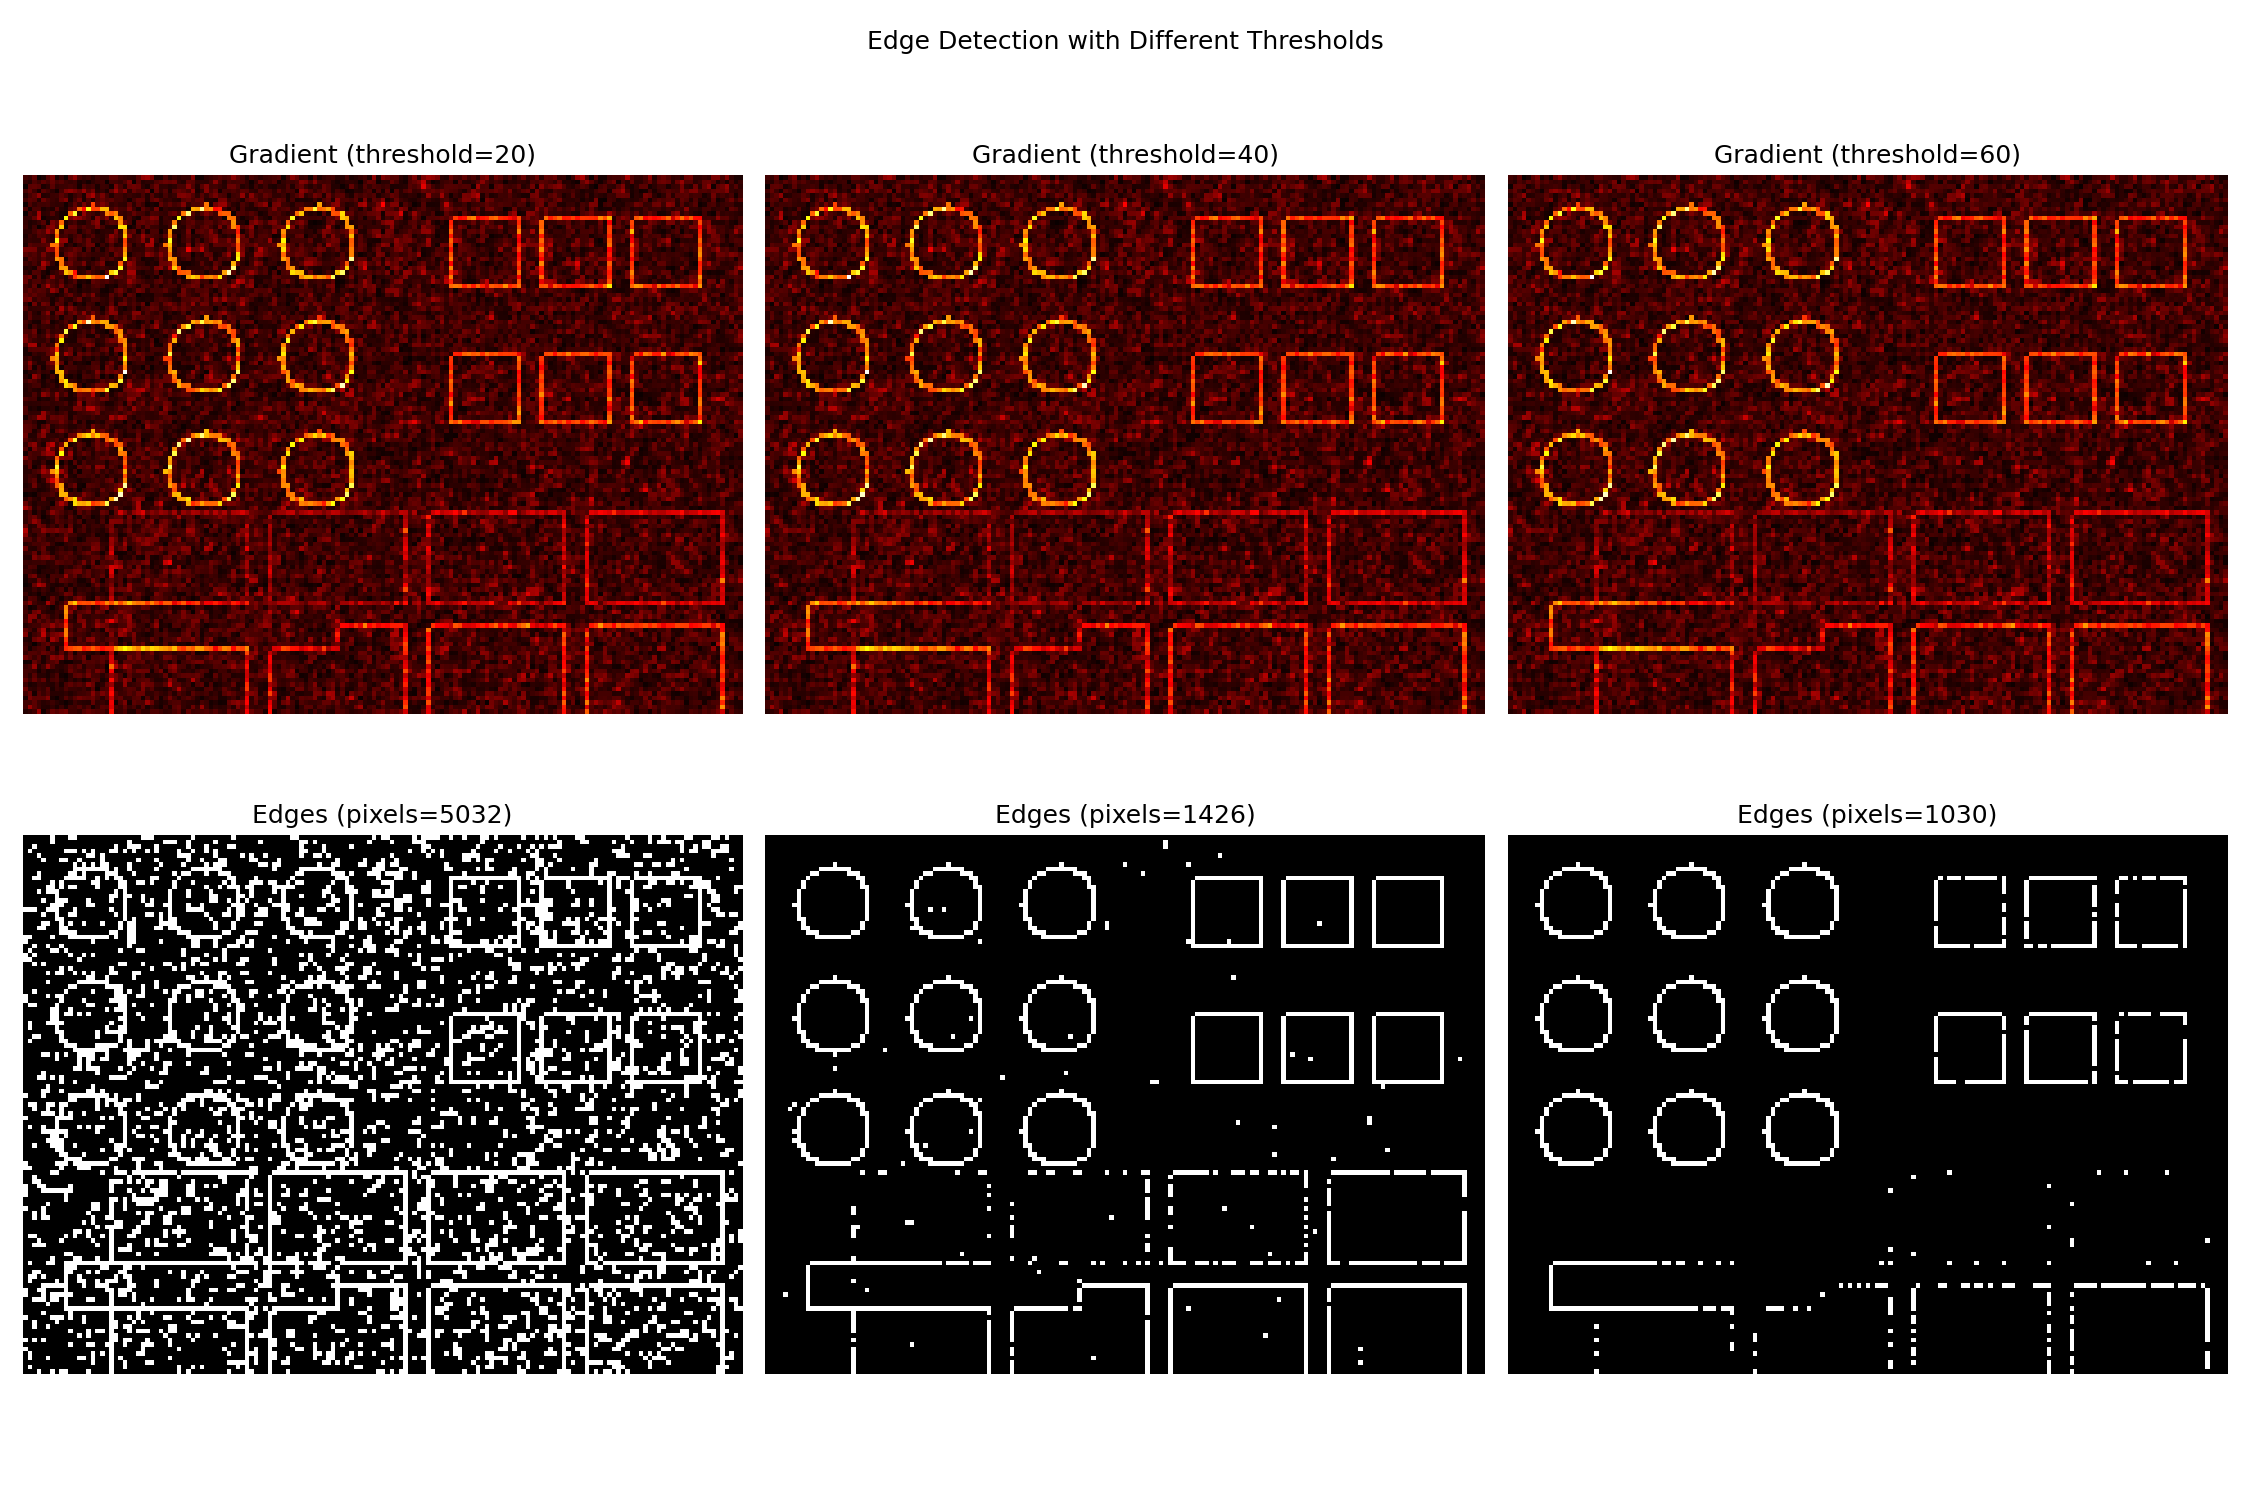 Edge Detection with Different Thresholds
Gradient (threshold=20)
Gradient (threshold=40)
Gradient (threshold=60)
Edges (pixels=5032)
Edges (pixels=1426)
Edges (pixels=1030)